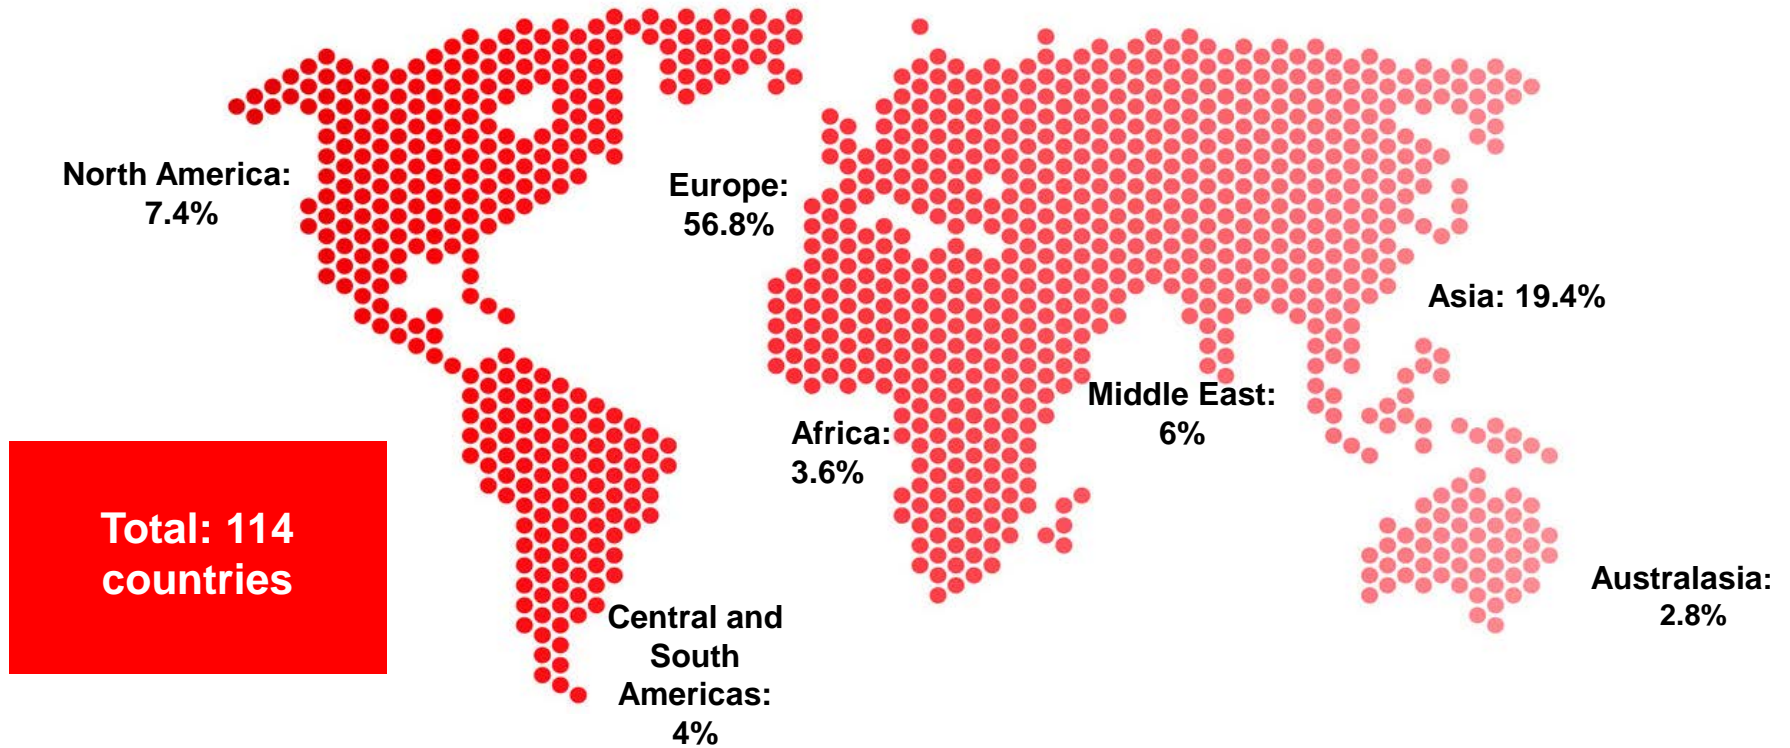 North America:
7.4%
Europe:
56.8%
Asia: 19.4%
Middle East:
6%
Africa:
3.6%
Total: 114
countries
Australasia:
2.8%
Central and
South
Americas:
4%